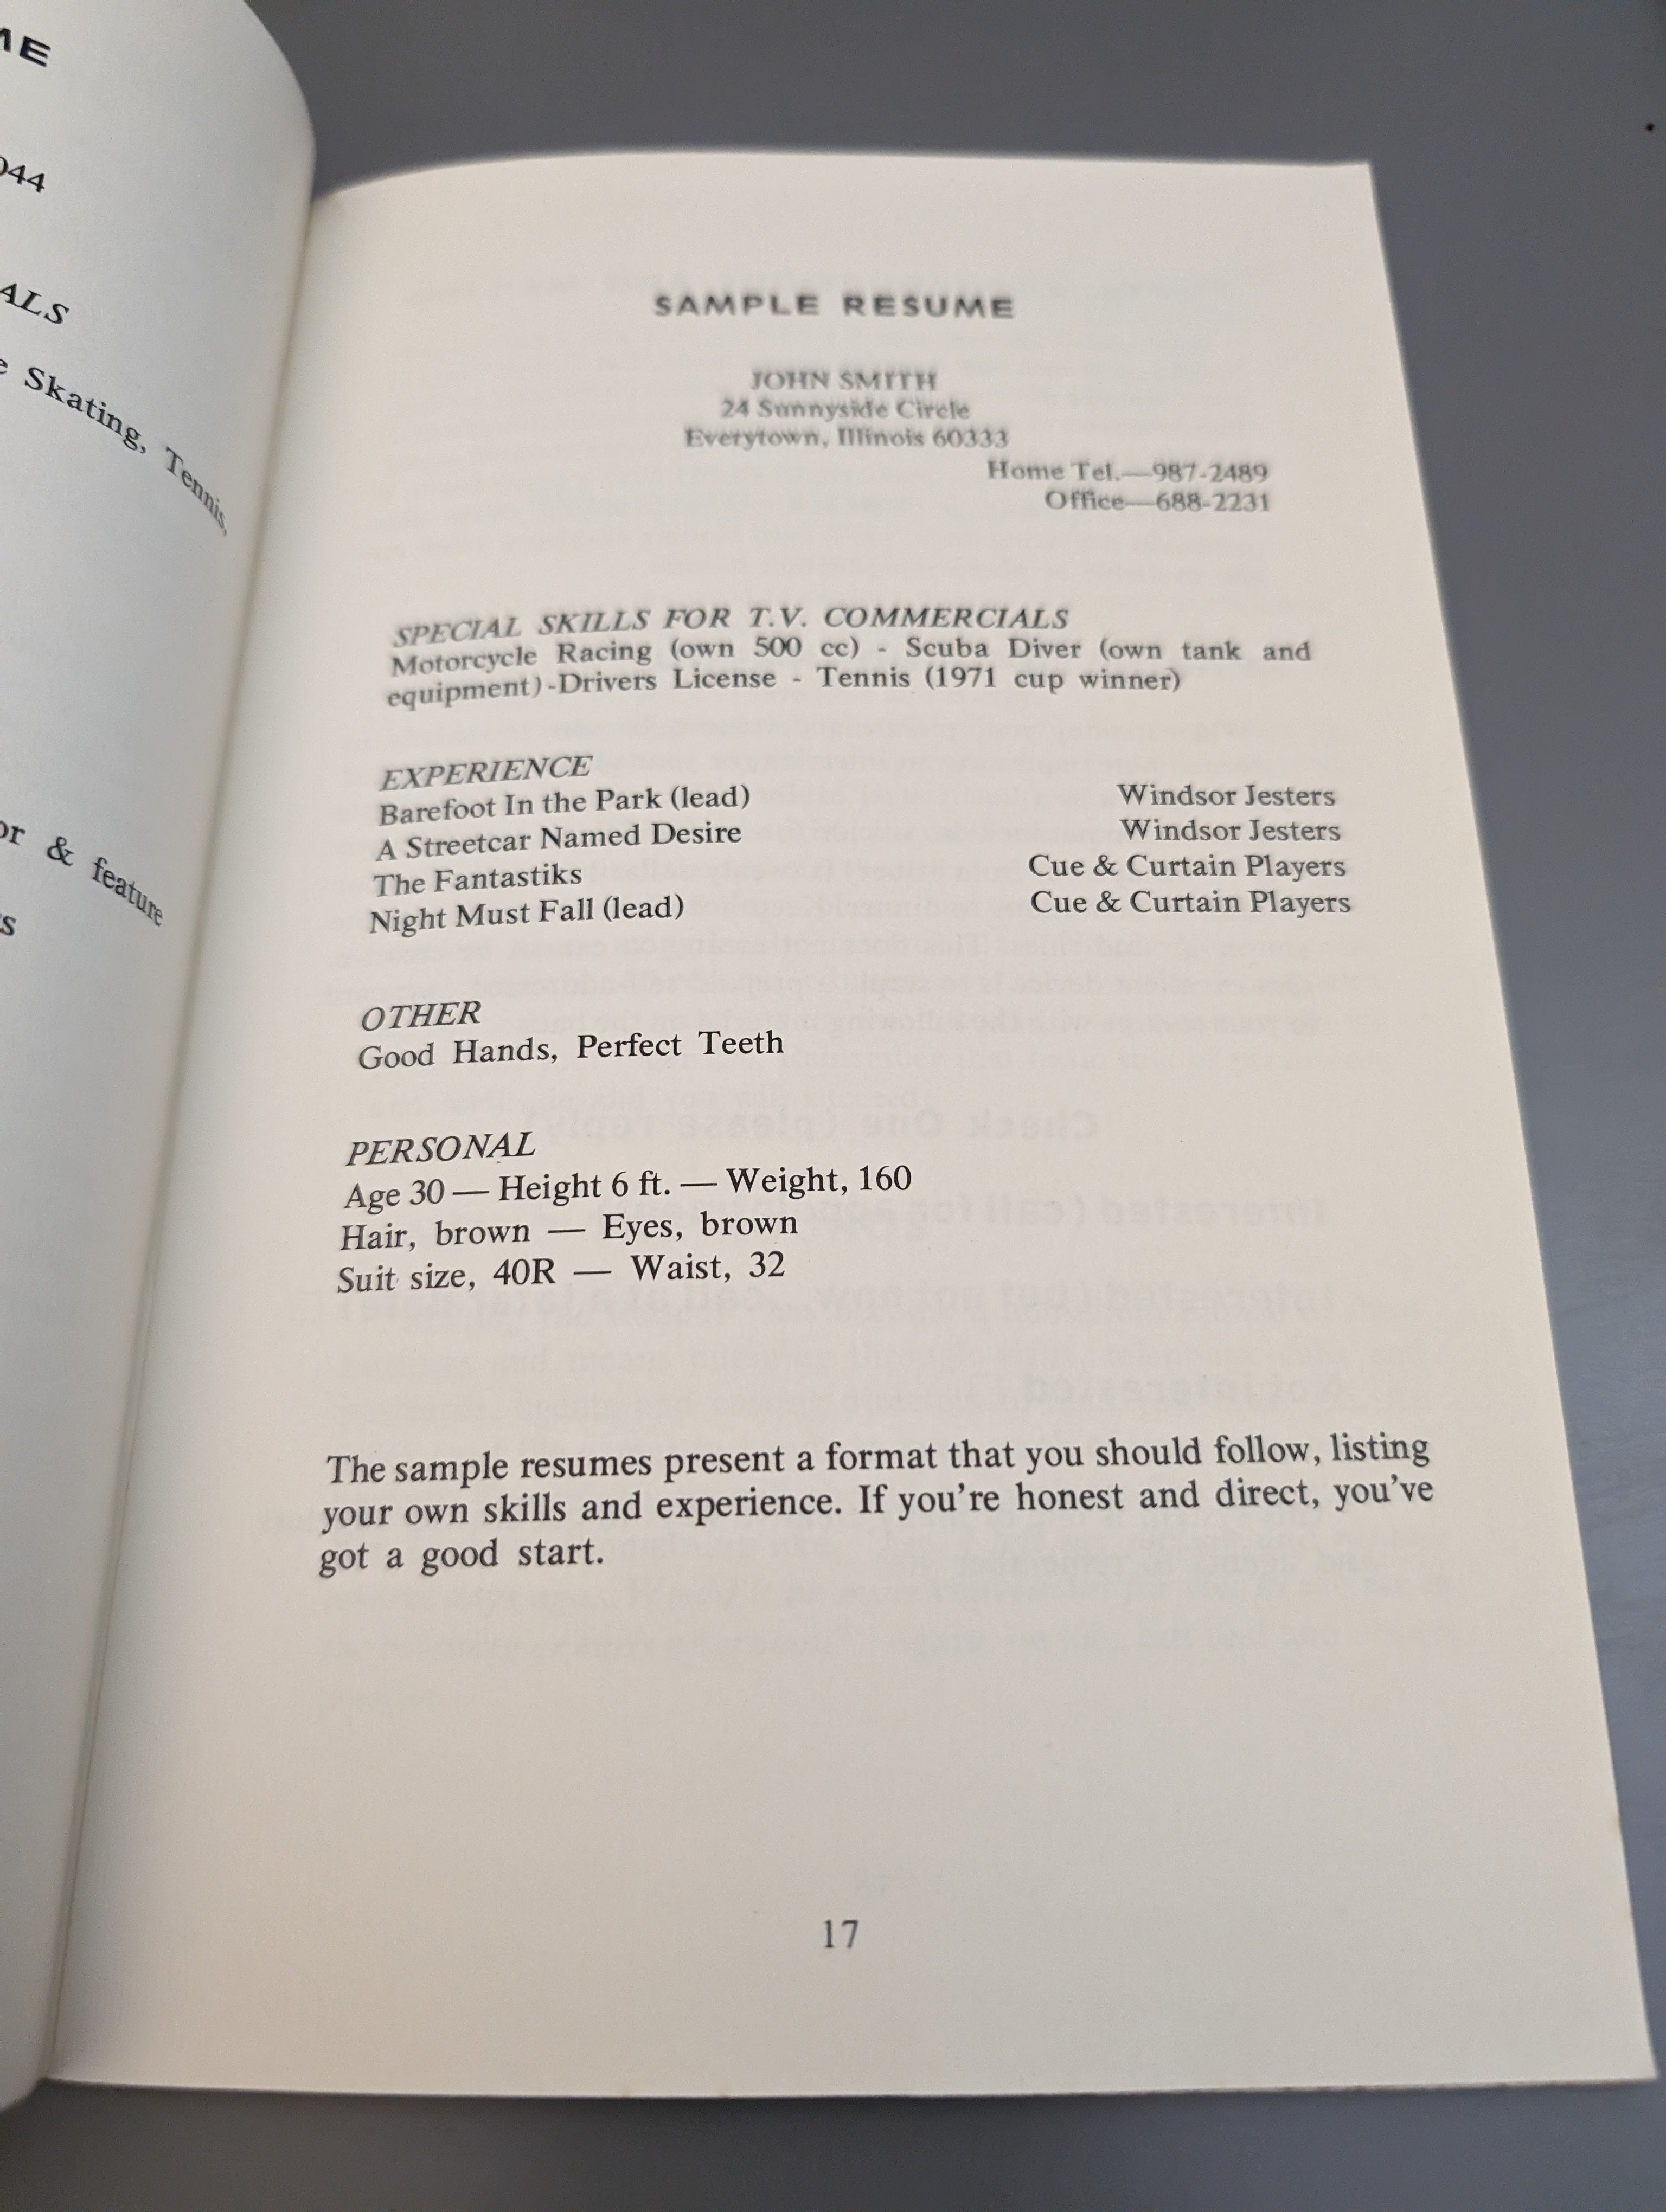 ME
044
ALS
e Skating, Tennis,
or & feature
s
SAMPLE RESUME
JOHN SMITH
24 Sunnyside Circle
Everytown, Illinois 60333
Home Tel.—987-2489
Office—688-2231
SPECIAL SKILLS FOR T.V. COMMERCIALS
Motorcycle Racing (own 500 cc) - Scuba Diver (own tank and
equipment)-Drivers License - Tennis (1971 cup winner)
EXPERIENCE
Barefoot In the Park (lead) Windsor Jesters
A Streetcar Named Desire Windsor Jesters
The Fantastiks Cue & Curtain Players
Night Must Fall (lead) Cue & Curtain Players
OTHER
Good Hands, Perfect Teeth
PERSONAL
Age 30 — Height 6 ft. — Weight, 160
Hair, brown — Eyes, brown
Suit size, 40R — Waist, 32
The sample resumes present a format that you should follow, listing
your own skills and experience. If you're honest and direct, you've
got a good start.
17